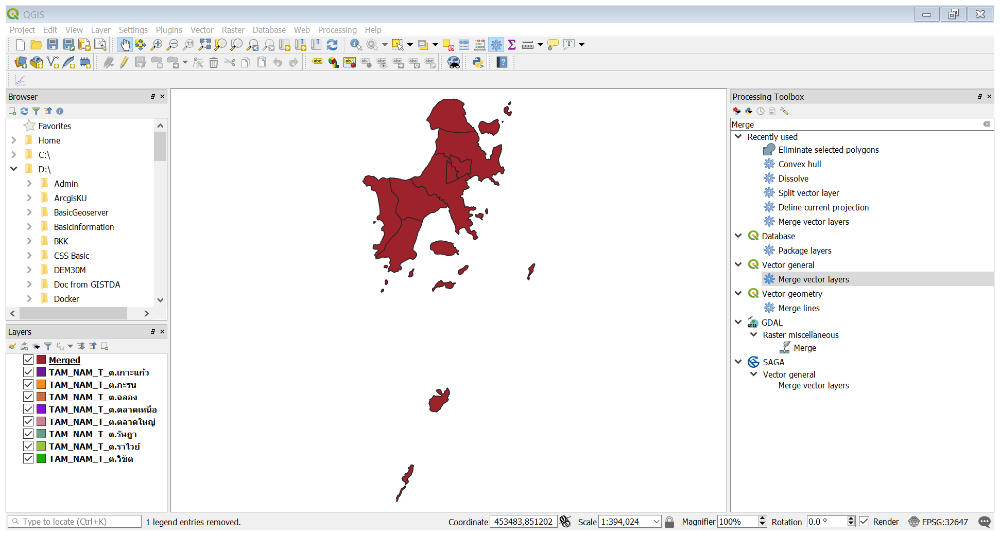 QGIS
Project Edit View Layer Settings Plugins Vector Raster Database Web Processing Help
Browser
Favorites
Home
C:\
D:\
Admin
ArcgisKU
BasicGeoserver
Basicinformation
BKK
CSS Basic
DEM30M
Doc from GISTDA
Docker
Layers
Merged
TAM_NAM_T_ต.เกาะแก้ว
TAM_NAM_T_ต.กะรน
TAM_NAM_T_ต.ฉลอง
TAM_NAM_T_ต.ตลาดเหนือ
TAM_NAM_T_ต.ตลาดใหญ่
TAM_NAM_T_ต.รัษฎา
TAM_NAM_T_ต.ราไวย์
TAM_NAM_T_ต.วิชิต
Processing Toolbox
Merge
Recently used
Eliminate selected polygons
Convex hull
Dissolve
Split vector layer
Define current projection
Merge vector layers
Database
Package layers
Vector general
Merge vector layers
Vector geometry
Merge lines
GDAL
Raster miscellaneous
Merge
SAGA
Vector general
Merge vector layers
Type to locate (Ctrl+K) 1 legend entries removed. Coordinate 453483,851202 Scale 1:394,024 Magnifier 100% Rotation 0.0 ° Render EPSG:32647